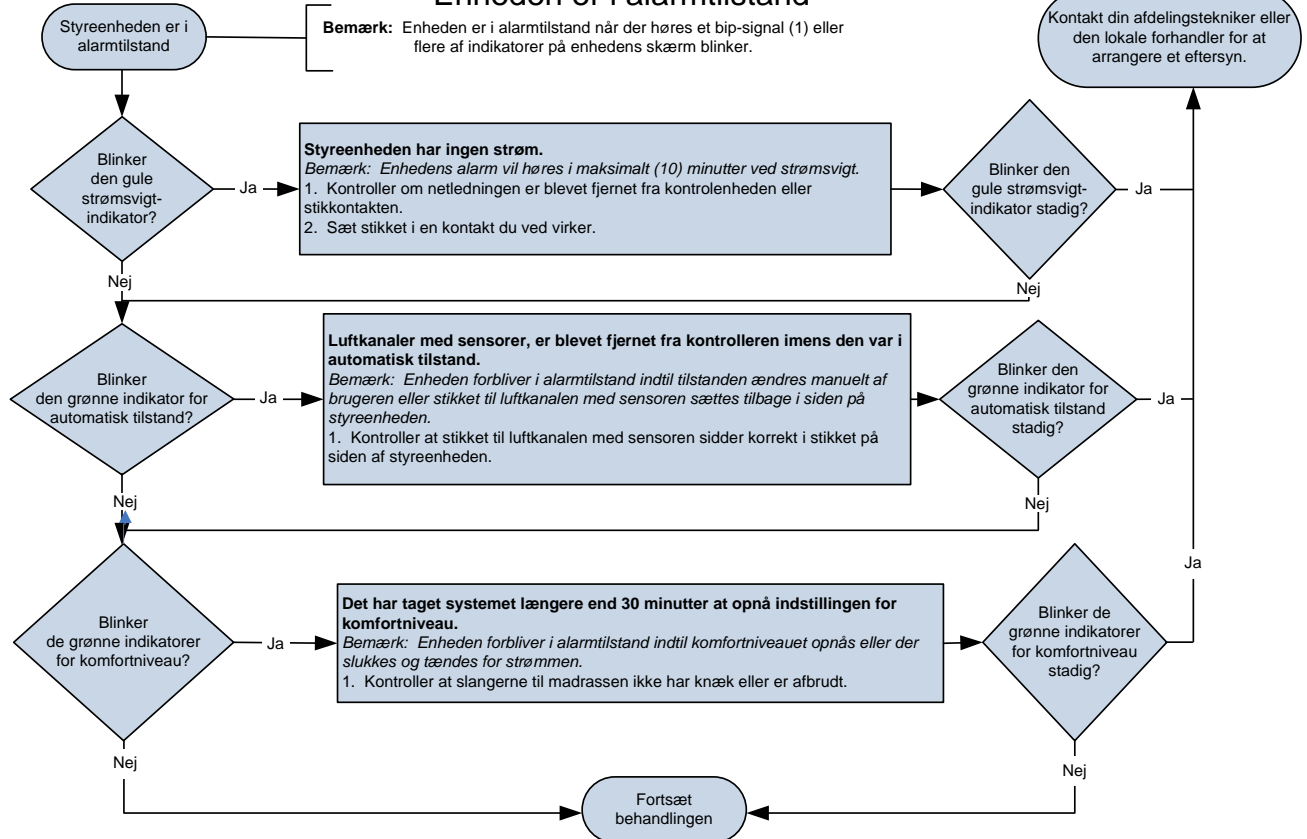 Enheden er i alarmtilstand
Styreenheden er i
alarmtilstand
Bemærk: Enheden er i alarmtilstand når der høres et bip-signal (1) eller
flere af indikatorer på enhedens skærm blinker.
Kontakt din afdelingstekniker eller
den lokale forhandler for at
arrangere et eftersyn.
Blinker
den gule
strømsvigt-
indikator?
Ja
Styreenheden har ingen strøm.
Bemærk: Enhedens alarm vil høres i maksimalt (10) minutter ved strømsvigt.
1. Kontroller om netledningen er blevet fjernet fra kontrolenheden eller
stikkontakten.
2. Sæt stikket i en kontakt du ved virker.
Blinker den
gule strømsvigt-
indikator stadig?
Ja
Nej
Nej
Blinker
den grønne indikator for
automatisk tilstand?
Ja
Luftkanaler med sensorer, er blevet fjernet fra kontrolleren imens den var i
automatisk tilstand.
Bemærk: Enheden forbliver i alarmtilstand indtil tilstanden ændres manuelt af
brugeren eller stikket til luftkanalen med sensoren sættes tilbage i siden på
styreenheden.
1. Kontroller at stikket til luftkanalen med sensoren sidder korrekt i stikket på
siden af styreenheden.
Blinker den
grønne indikator for
automatisk tilstand
stadig?
Ja
Nej
Nej
Blinker
de grønne indikatorer
for komfortniveau?
Ja
Det har taget systemet længere end 30 minutter at opnå indstillingen for
komfortniveau.
Bemærk: Enheden forbliver i alarmtilstand indtil komfortniveauet opnås eller der
slukkes og tændes for strømmen.
1. Kontroller at slangerne til madrassen ikke har knæk eller er afbrudt.
Blinker de
grønne indikatorer
for komfortniveau
stadig?
Ja
Nej
Nej
Fortsæt
behandlingen